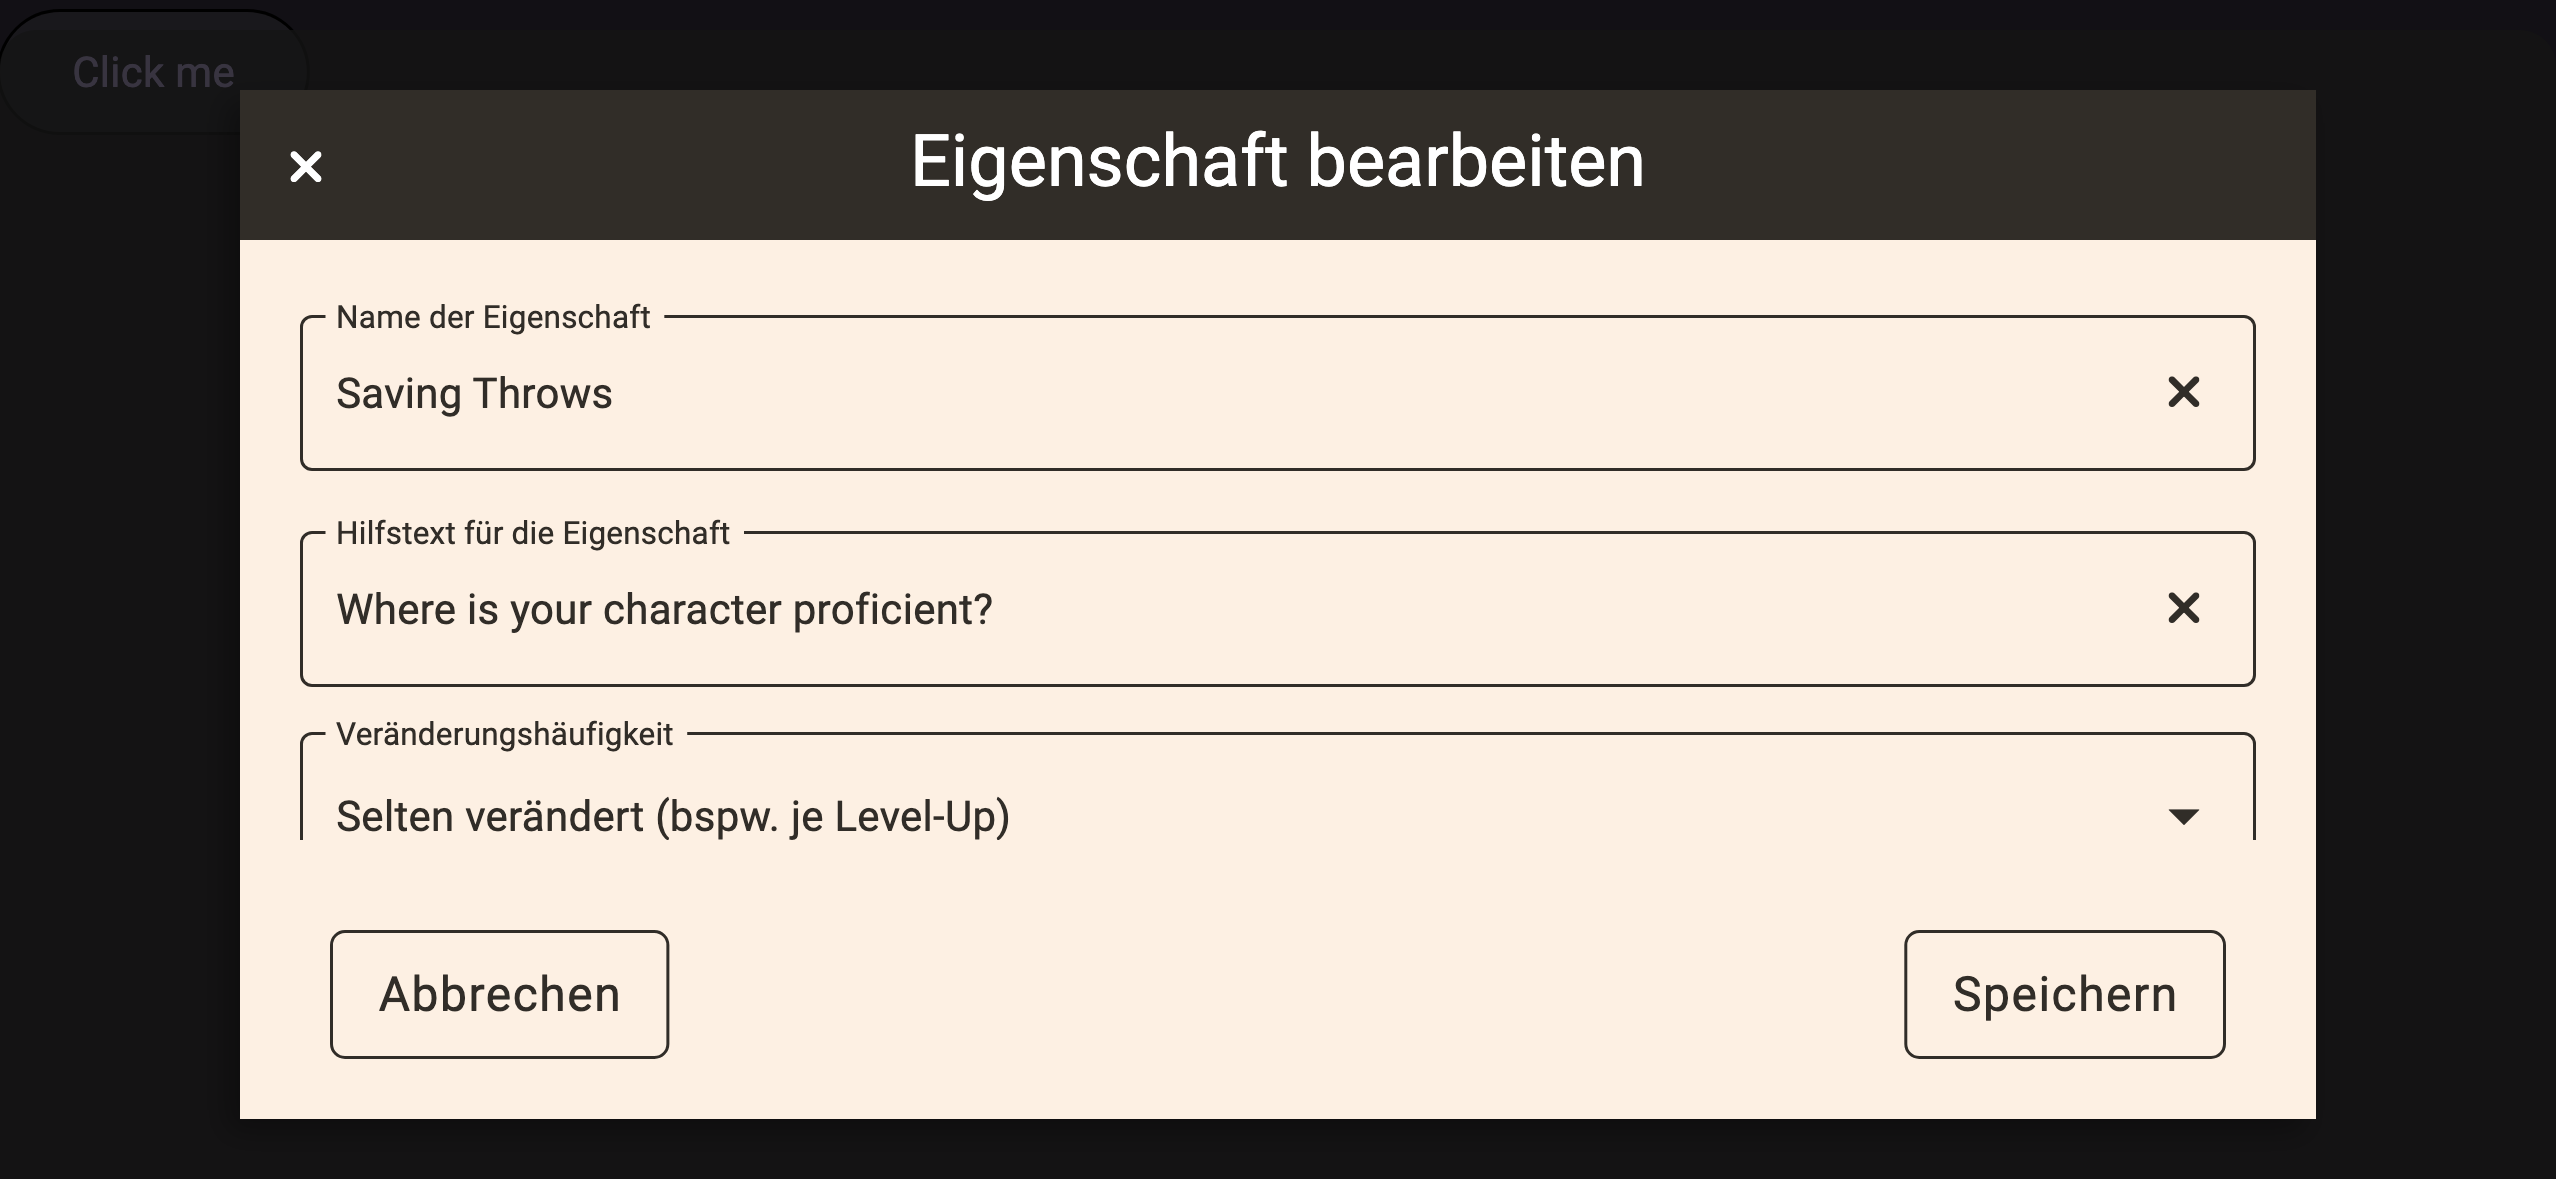 Click me
Eigenschaft bearbeiten
Name der Eigenschaft
Saving Throws
Hilfstext für die Eigenschaft
Where is your character proficient?
Veränderungshäufigkeit
Selten verändert (bspw. je Level-Up)
Abbrechen
Speichern